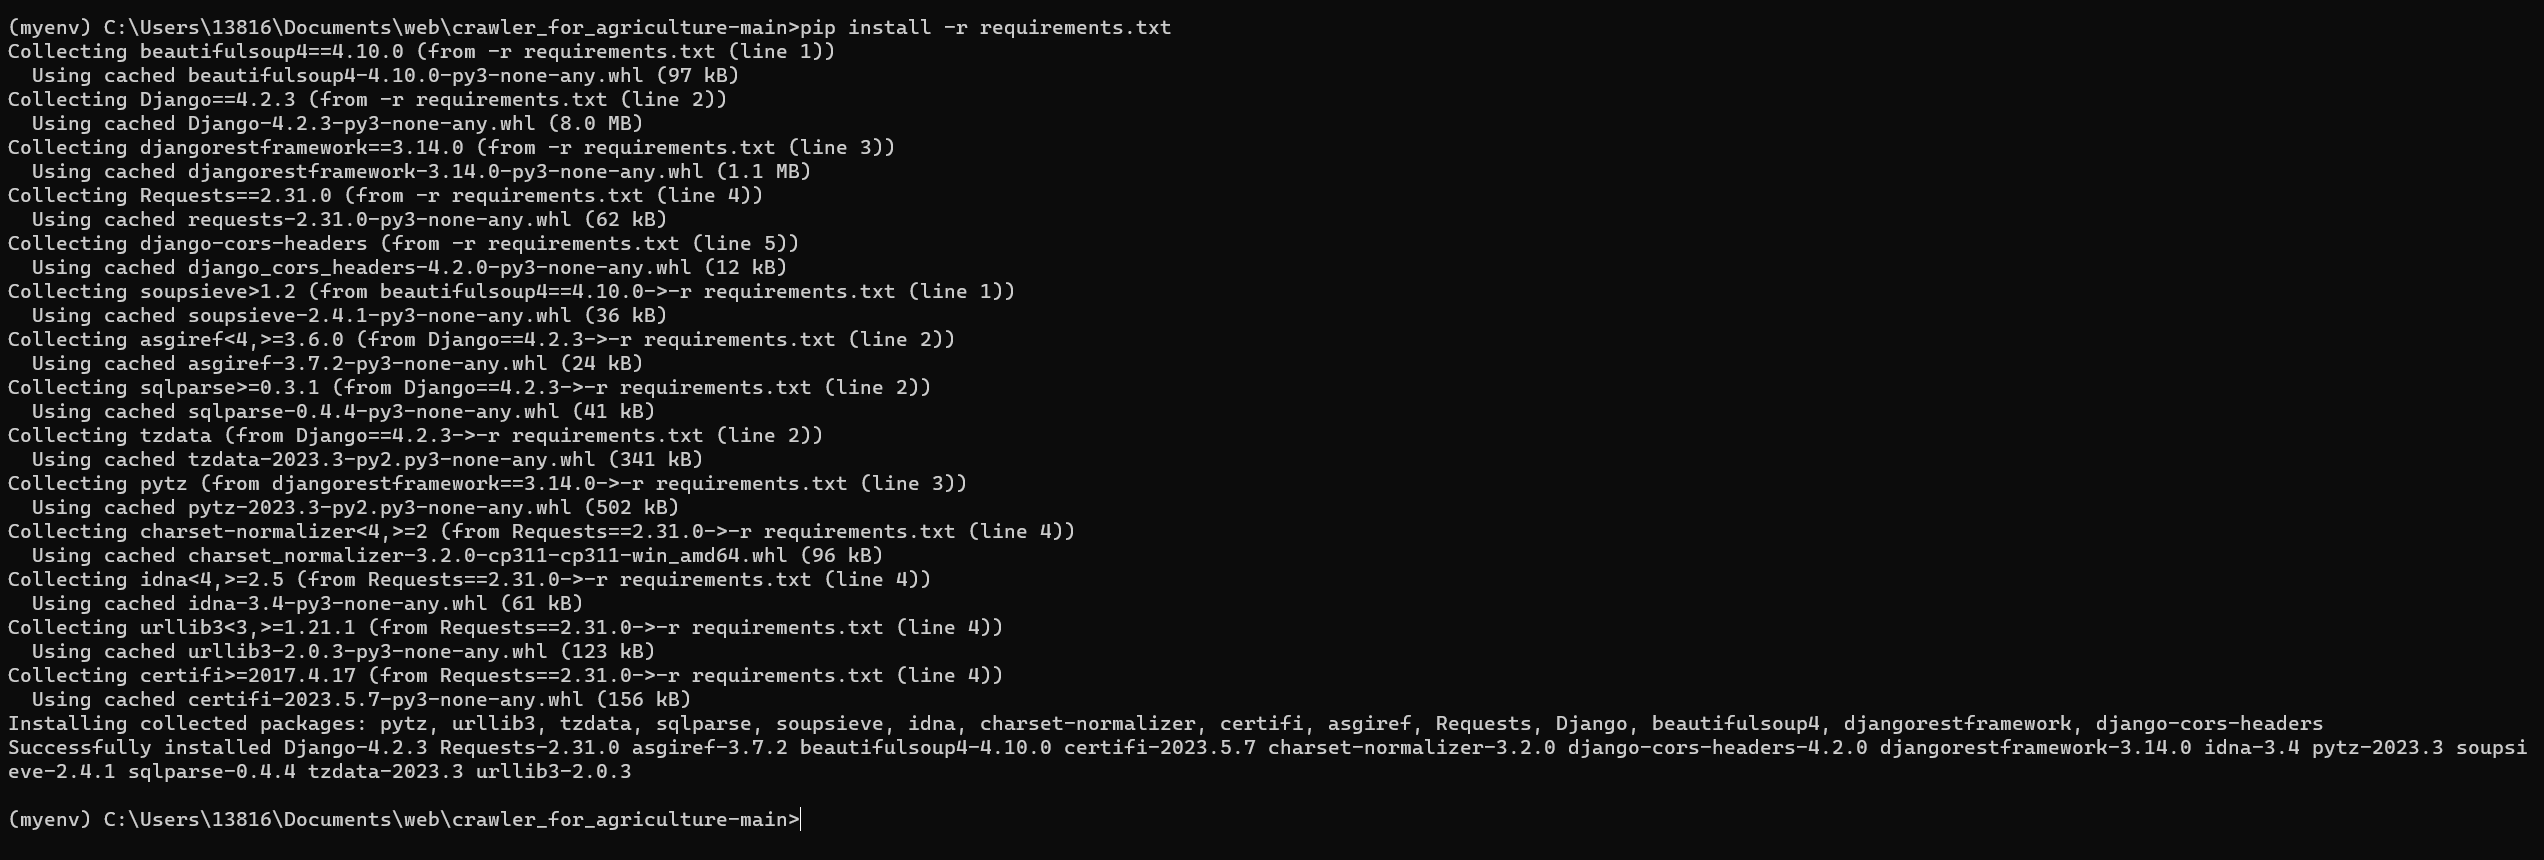 (myenv) C:\Users\13816\Documents\web\crawler_for_agriculture-main>pip install -r requirements.txt
Collecting beautifulsoup4==4.10.0 (from -r requirements.txt (line 1))
  Using cached beautifulsoup4-4.10.0-py3-none-any.whl (97 kB)
Collecting Django==4.2.3 (from -r requirements.txt (line 2))
  Using cached Django-4.2.3-py3-none-any.whl (8.0 MB)
Collecting djangorestframework==3.14.0 (from -r requirements.txt (line 3))
  Using cached djangorestframework-3.14.0-py3-none-any.whl (1.1 MB)
Collecting Requests==2.31.0 (from -r requirements.txt (line 4))
  Using cached requests-2.31.0-py3-none-any.whl (62 kB)
Collecting django-cors-headers (from -r requirements.txt (line 5))
  Using cached django_cors_headers-4.2.0-py3-none-any.whl (12 kB)
Collecting soupsieve>1.2 (from beautifulsoup4==4.10.0->-r requirements.txt (line 1))
  Using cached soupsieve-2.4.1-py3-none-any.whl (36 kB)
Collecting asgiref<4,>=3.6.0 (from Django==4.2.3->-r requirements.txt (line 2))
  Using cached asgiref-3.7.2-py3-none-any.whl (24 kB)
Collecting sqlparse>=0.3.1 (from Django==4.2.3->-r requirements.txt (line 2))
  Using cached sqlparse-0.4.4-py3-none-any.whl (41 kB)
Collecting tzdata (from Django==4.2.3->-r requirements.txt (line 2))
  Using cached tzdata-2023.3-py2.py3-none-any.whl (341 kB)
Collecting pytz (from djangorestframework==3.14.0->-r requirements.txt (line 3))
  Using cached pytz-2023.3-py2.py3-none-any.whl (502 kB)
Collecting charset-normalizer<4,>=2 (from Requests==2.31.0->-r requirements.txt (line 4))
  Using cached charset_normalizer-3.2.0-cp311-cp311-win_amd64.whl (96 kB)
Collecting idna<4,>=2.5 (from Requests==2.31.0->-r requirements.txt (line 4))
  Using cached idna-3.4-py3-none-any.whl (61 kB)
Collecting urllib3<3,>=1.21.1 (from Requests==2.31.0->-r requirements.txt (line 4))
  Using cached urllib3-2.0.3-py3-none-any.whl (123 kB)
Collecting certifi>=2017.4.17 (from Requests==2.31.0->-r requirements.txt (line 4))
  Using cached certifi-2023.5.7-py3-none-any.whl (156 kB)
Installing collected packages: pytz, urllib3, tzdata, sqlparse, soupsieve, idna, charset-normalizer, certifi, asgiref, Requests, Django, beautifulsoup4, djangorestframework, django-cors-headers
Successfully installed Django-4.2.3 Requests-2.31.0 asgiref-3.7.2 beautifulsoup4-4.10.0 certifi-2023.5.7 charset-normalizer-3.2.0 django-cors-headers-4.2.0 djangorestframework-3.14.0 idna-3.4 pytz-2023.3 soupsi
eve-2.4.1 sqlparse-0.4.4 tzdata-2023.3 urllib3-2.0.3
(myenv) C:\Users\13816\Documents\web\crawler_for_agriculture-main>